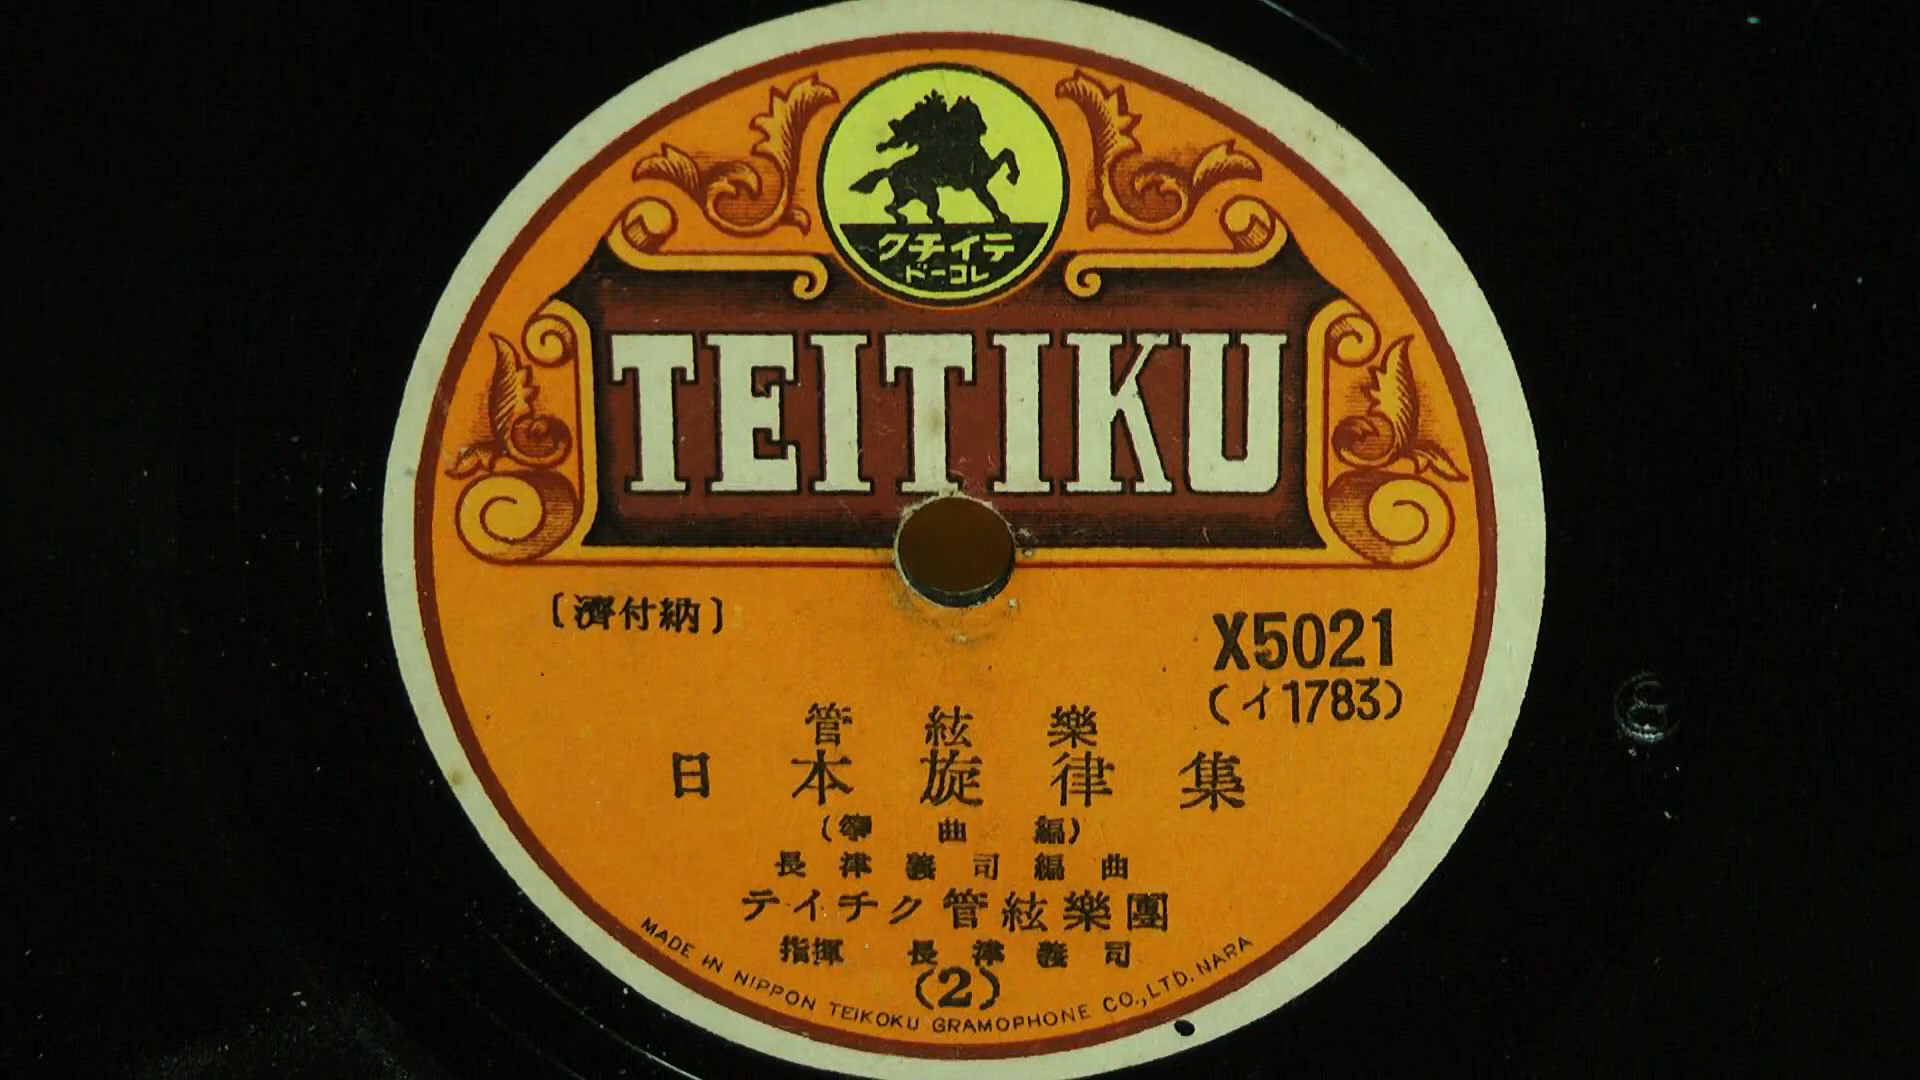 クチイテ
ドーコレ
TEITIKU
〔濟付納〕
X5021
(イ1783)
管絃樂
日本旋律集
(箏曲編)
長津義司編曲
テイチク管絃樂團
指揮 長津義司
(2)
MADE IN NIPPON TEIKOKU GRAMOPHONE CO., LTD. NARA